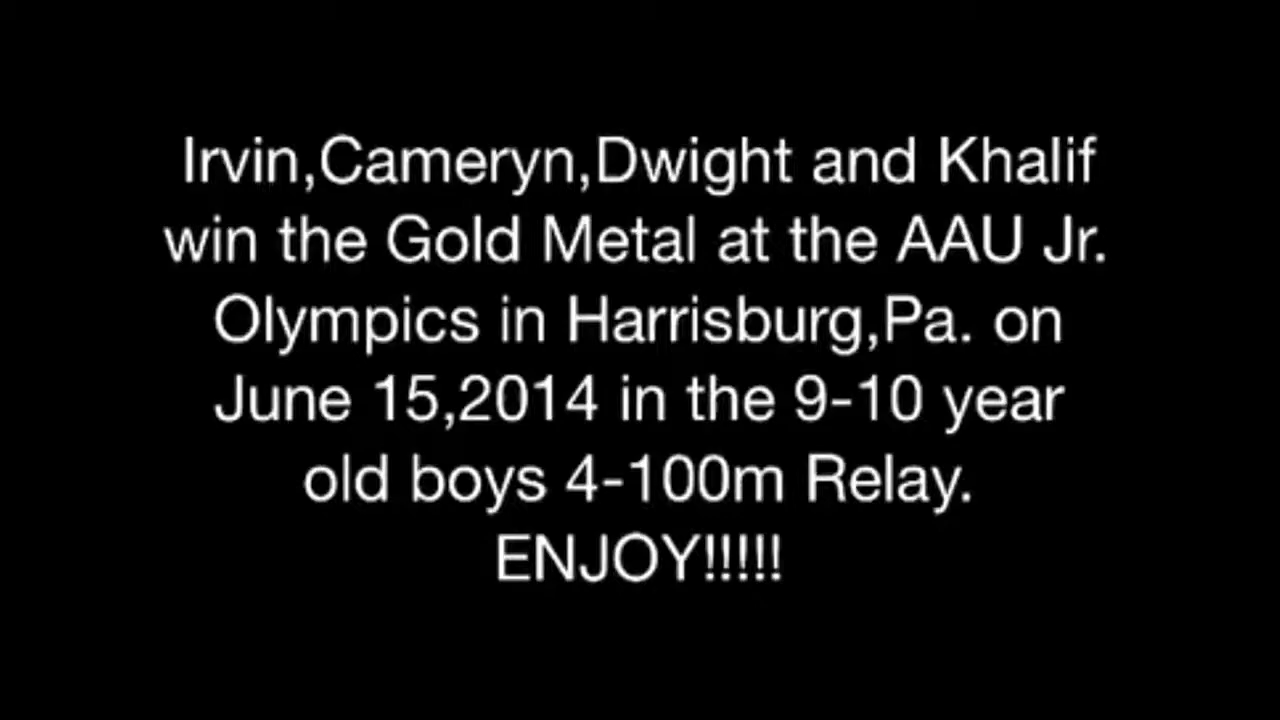 Irvin,Cameryn,Dwight and Khalif
win the Gold Metal at the AAU Jr.
Olympics in Harrisburg,Pa. on
June 15,2014 in the 9-10 year
old boys 4-100m Relay.
ENJOY!!!!!